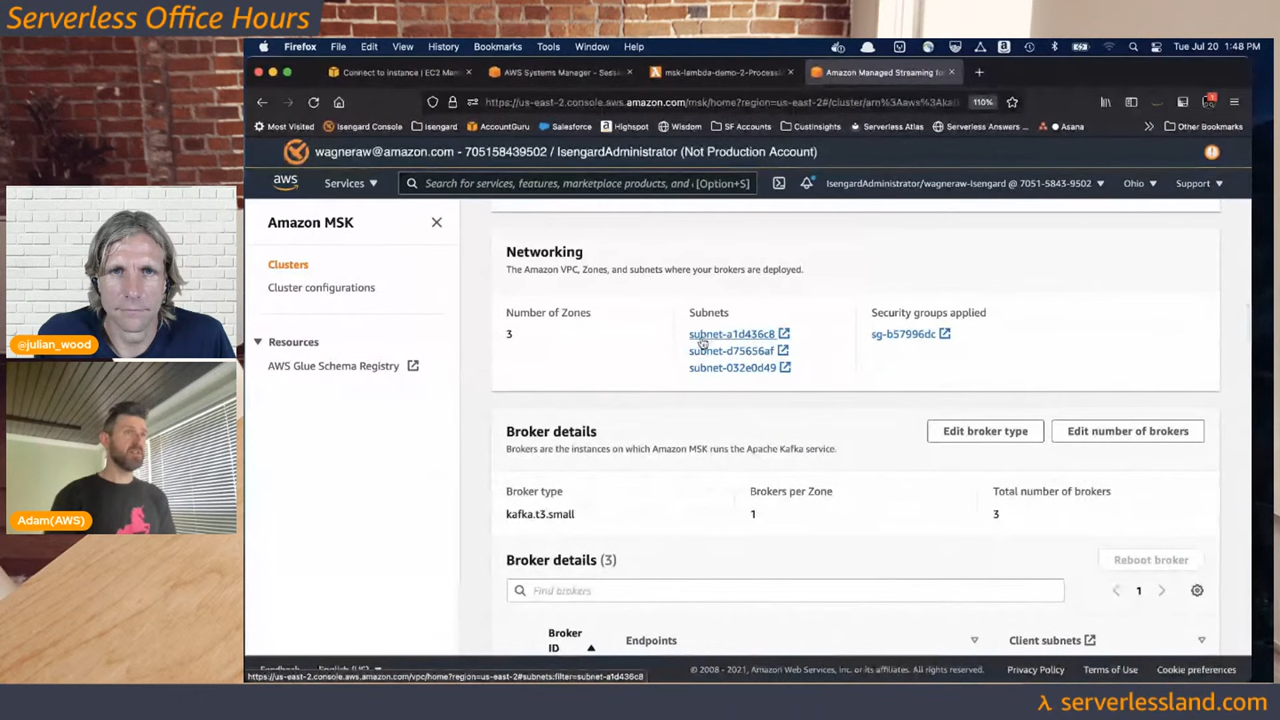 Serverless Office Hours
Firefox File Edit View History Bookmarks Tools Window Help
Tue Jul 20 1:48 PM
Connect to instance | EC2 Man
AWS Systems Manager - Sessi
msk-lambda-demo-2-Processi
Amazon Managed Streaming for
https://us-east-2.console.aws.amazon.com/msk/home?region=us-east-2#/cluster/arn%3Aaws%3Aka
110%
Most Visited
Isengard Console
Isengard
AccountGuru
Salesforce
Highspot
Wisdom
SF Accounts
CustInsights
Serverless Atlas
Serverless Answer...
Asana
Other Bookmarks
wagneraw@amazon.com - 705158439502 / IsengardAdministrator (Not Production Account)
aws
Services
Search for services, features, marketplace products, and
[Option+S]
IsengardAdministrator/wagneraw-Isengard @ 7051-5843-9502
Ohio
Support
Amazon MSK
Clusters
Cluster configurations
Resources
AWS Glue Schema Registry
Networking
The Amazon VPC, Zones, and subnets where your brokers are deployed.
Number of Zones
3
Subnets
subnet-a1d436c8
subnet-d75656af
subnet-032e0d49
Security groups applied
sg-b57996dc
Broker details
Brokers are the instances on which Amazon MSK runs the Apache Kafka service.
Edit broker type
Edit number of brokers
Broker type
kafka.t3.small
Brokers per Zone
1
Total number of brokers
3
Broker details (3)
Reboot broker
Find brokers
1
Broker
ID
Endpoints
Client subnets
https://us-east-2.console.aws.amazon.com/vpc/home?region=us-east-2#subnets:filter=subnet-a1d436c8
© 2008 - 2021, Amazon Web Services, Inc. or its affiliates. All rights reserved.
Privacy Policy
Terms of Use
Cookie preferences
@julian_wood
Adam(AWS)
λ serverlessland.com